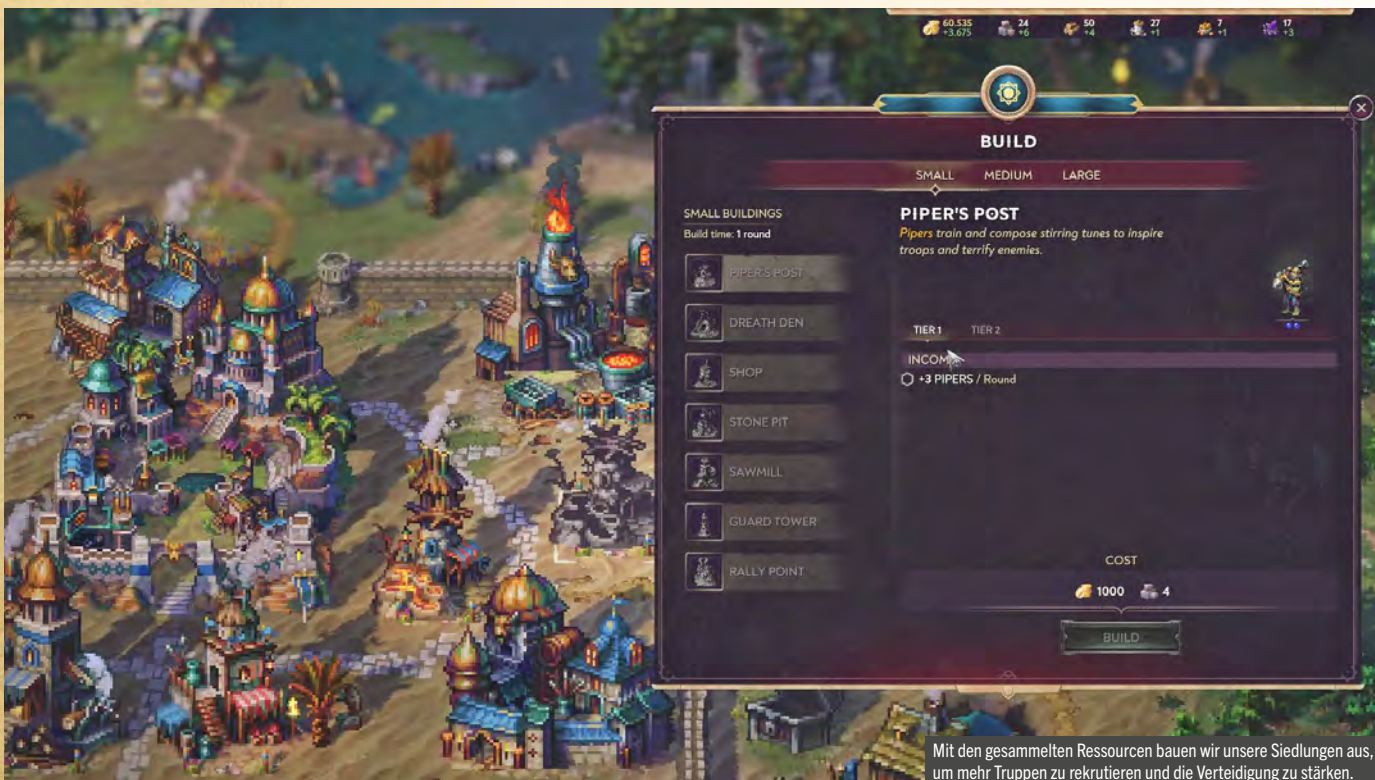 60.535 24 50 27 7 17
+3.675 +6 +4 +1 +1 +3
BUILD
SMALL MEDIUM LARGE
SMALL BUILDINGS
Build time: 1 round
PIPER'S POST
DREATH DEN
SHOP
STONE PIT
SAWMILL
GUARD TOWER
RALLY POINT
PIPER'S POST
Pipers train and compose stirring tunes to inspire
troops and terrify enemies.
TIER 1 TIER 2
INCOM
+3 PIPERS / Round
COST
1000 4
BUILD
Mit den gesammelten Ressourcen bauen wir unsere Siedlungen aus,
um mehr Truppen zu rekrutieren und die Verteidigung zu stärken.